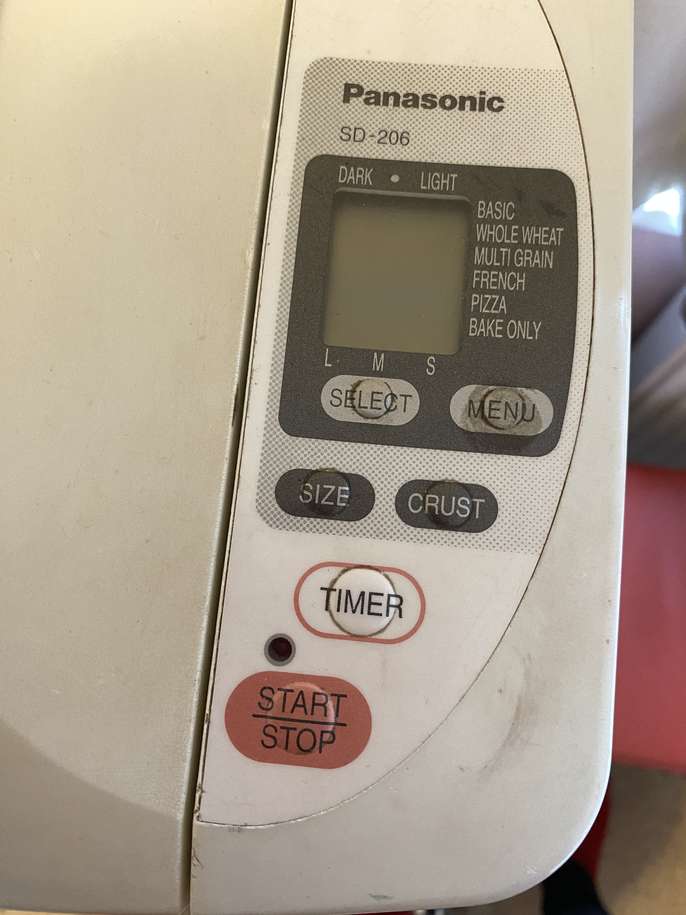 Panasonic
SD-206
DARK • LIGHT
BASIC
WHOLE WHEAT
MULTI GRAIN
FRENCH
PIZZA
BAKE ONLY
L M S
SELECT MENU
SIZE CRUST
TIMER
START
STOP